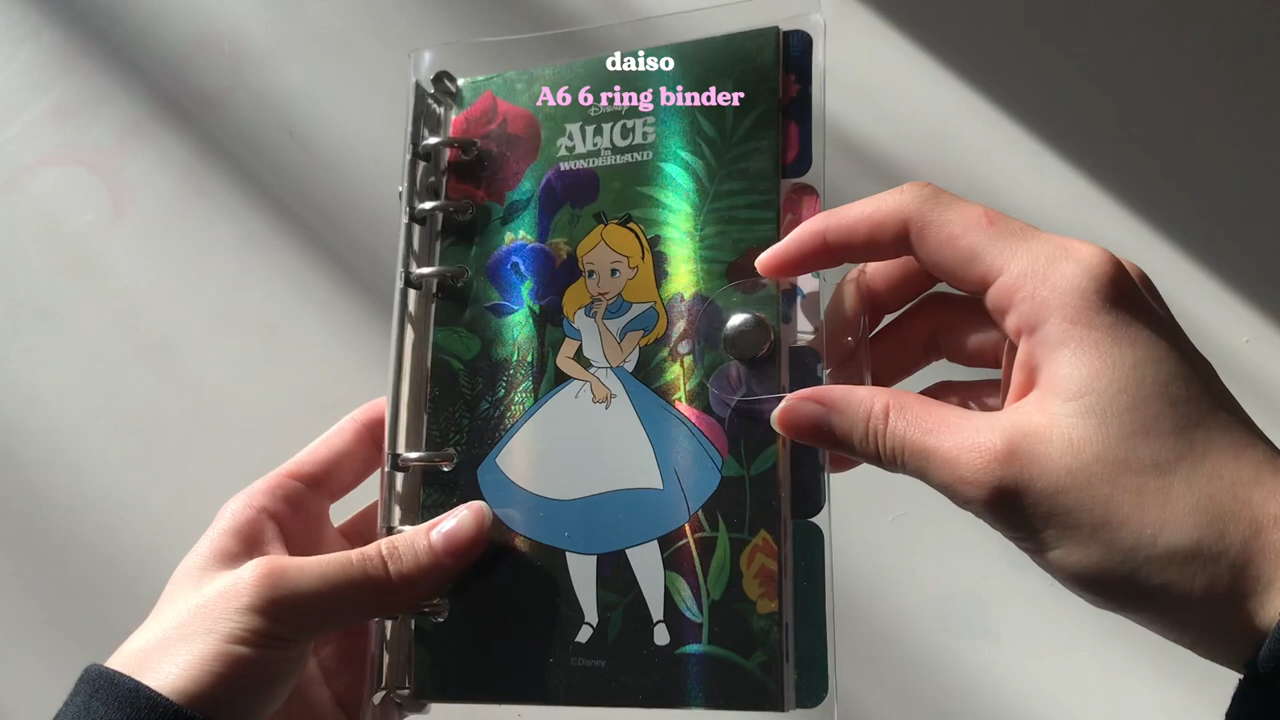 daiso
A6 6 ring binder
Disney
ALICE
in
WONDERLAND
©Disney